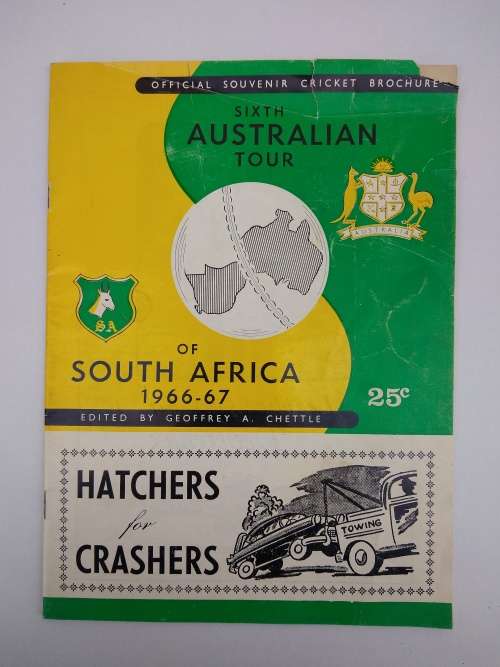 OFFICIAL SOUVENIR CRICKET BROCHURE
SIXTH
AUSTRALIAN
TOUR
AUSTRALIA
SA
OF
SOUTH AFRICA
1966-67
25c
EDITED BY GEOFFREY A. CHETTLE
HATCHERS
for
CRASHERS
TOWING